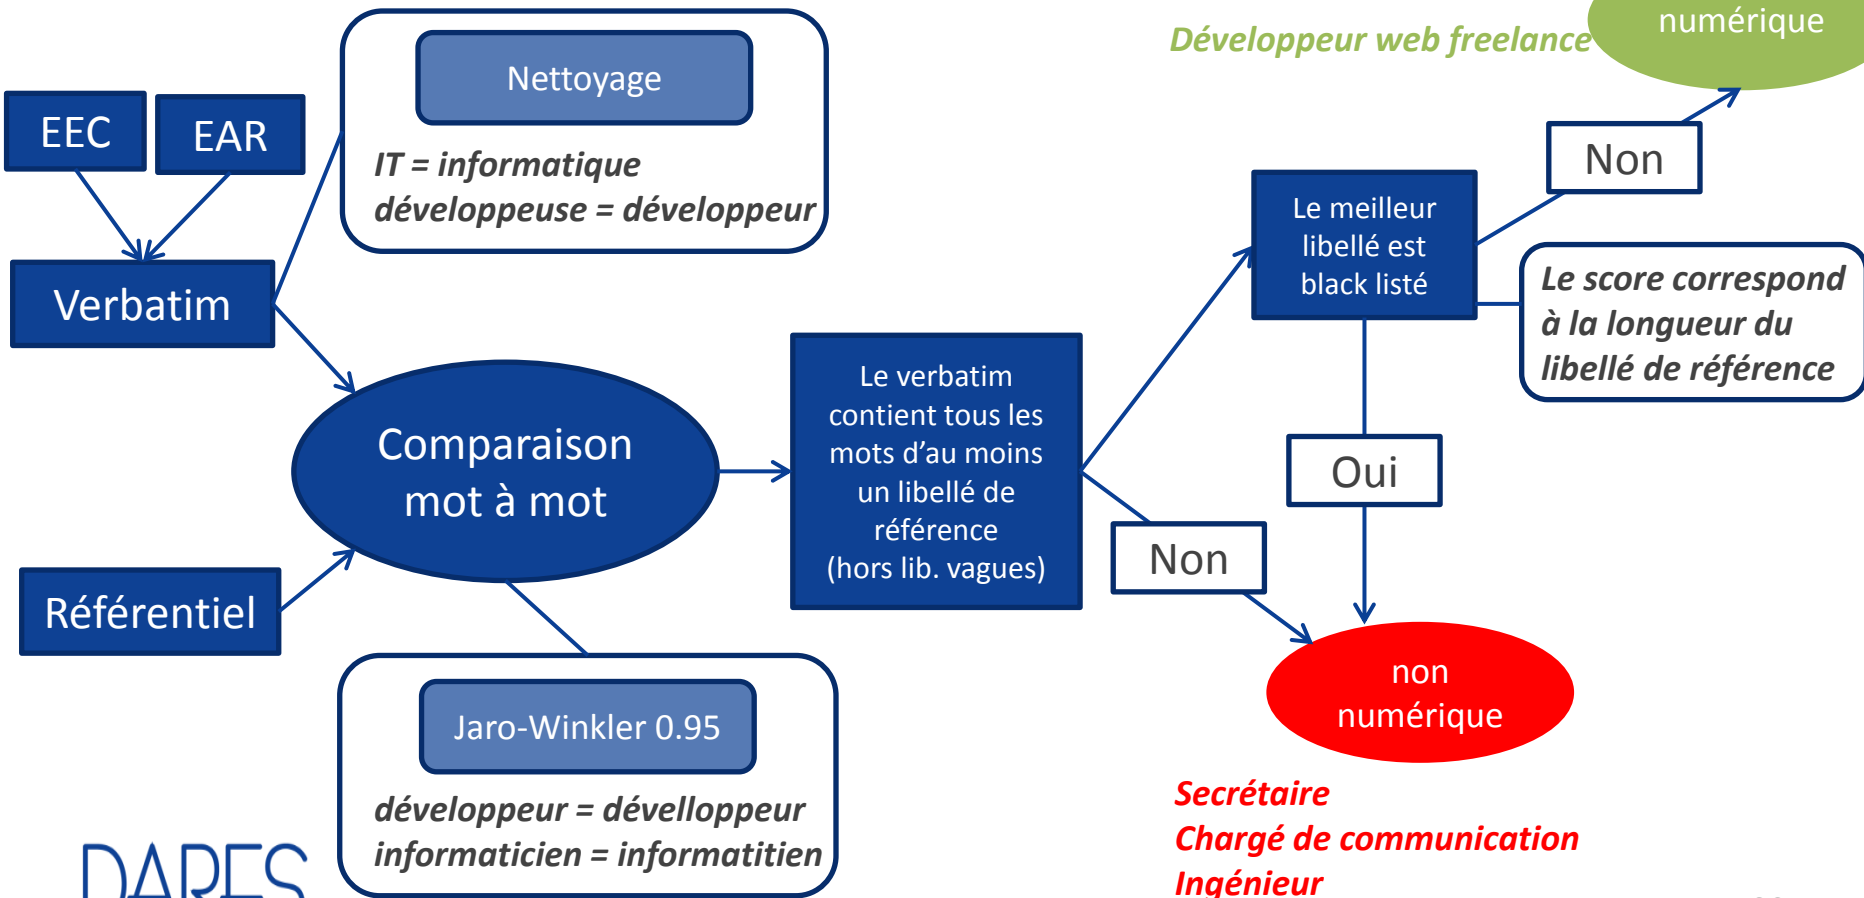 EEC
EAR
Verbatim
Référentiel
Nettoyage
IT = informatique
développeuse = développeur
Comparaison
mot à mot
Jaro-Winkler 0.95
développeur = dévelloppeur
informaticien = informatitien
Le verbatim
contient tous les
mots d’au moins
un libellé de
référence
(hors lib. vagues)
Non
Le meilleur
libellé est
black listé
Non
Oui
Le score correspond
à la longueur du
libellé de référence
Développeur web freelance
numérique
non
numérique
Secrétaire
Chargé de communication
Ingénieur
DARES